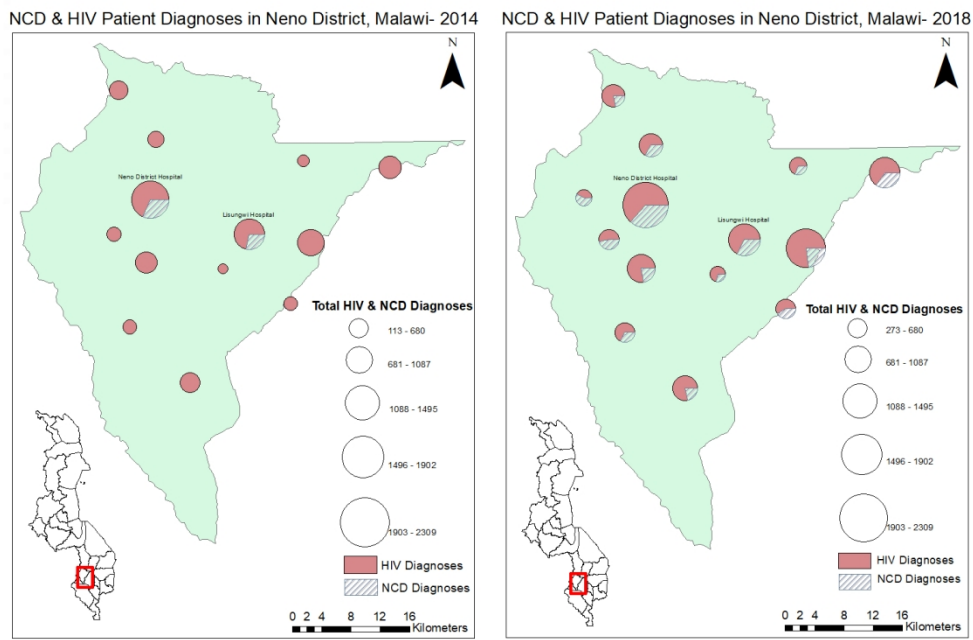 NCD & HIV Patient Diagnoses in Neno District, Malawi- 2014
N
Neno District Hospital
Lisungwi Hospital
Total HIV & NCD Diagnoses
113 - 680
681 - 1087
1088 - 1495
1496 - 1902
1903 - 2309
HIV Diagnoses
NCD Diagnoses
0 2 4 8 12 16
Kilometers
NCD & HIV Patient Diagnoses in Neno District, Malawi- 2018
N
Neno District Hospital
Lisungwi Hospital
Total HIV & NCD Diagnoses
273 - 680
681 - 1087
1088 - 1495
1496 - 1902
1903 - 2309
HIV Diagnoses
NCD Diagnoses
0 2 4 8 12 16
Kilometers